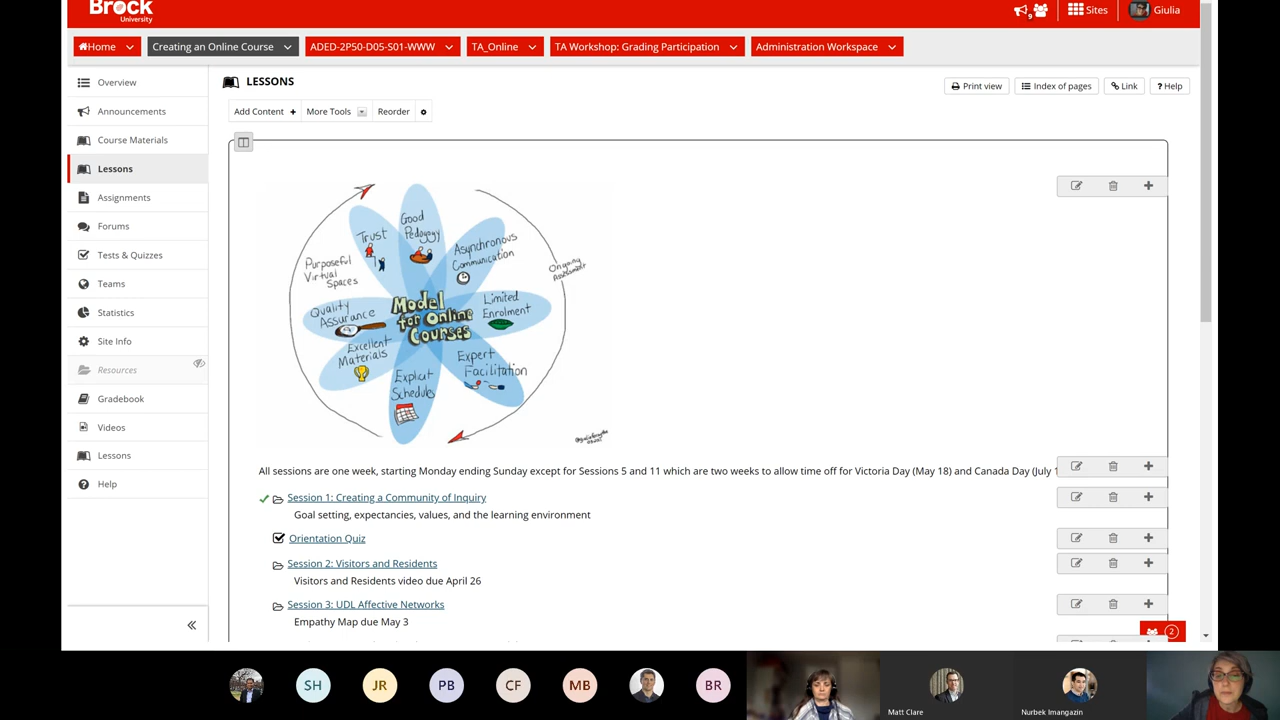 Brock
University
9
Sites
Giulia
Home
Creating an Online Course
ADED-2P50-D05-S01-WWW
TA_Online
TA Workshop: Grading Participation
Administration Workspace
Overview
Announcements
Course Materials
Lessons
Assignments
Forums
Tests & Quizzes
Teams
Statistics
Site Info
Resources
Gradebook
Videos
Lessons
Help
LESSONS
Print view
Index of pages
Link
? Help
Add Content
More Tools
Reorder
Good
Pedagogy
Trust
Asynchronous
Communication
Purposeful
Virtual
Spaces
Ongoing
Assessment
Quality
Assurance
Model
for Online
Courses
Limited
Enrolment
Excellent
Materials
Expert
Facilitation
Explicit
Schedules
All sessions are one week, starting Monday ending Sunday except for Sessions 5 and 11 which are two weeks to allow time off for Victoria Day (May 18) and Canada Day (July 1
Session 1: Creating a Community of Inquiry
Goal setting, expectancies, values, and the learning environment
Orientation Quiz
Session 2: Visitors and Residents
Visitors and Residents video due April 26
Session 3: UDL Affective Networks
Empathy Map due May 3
2
SH
JR
PB
CF
MB
BR
Matt Clare
Nurbek Imangazin